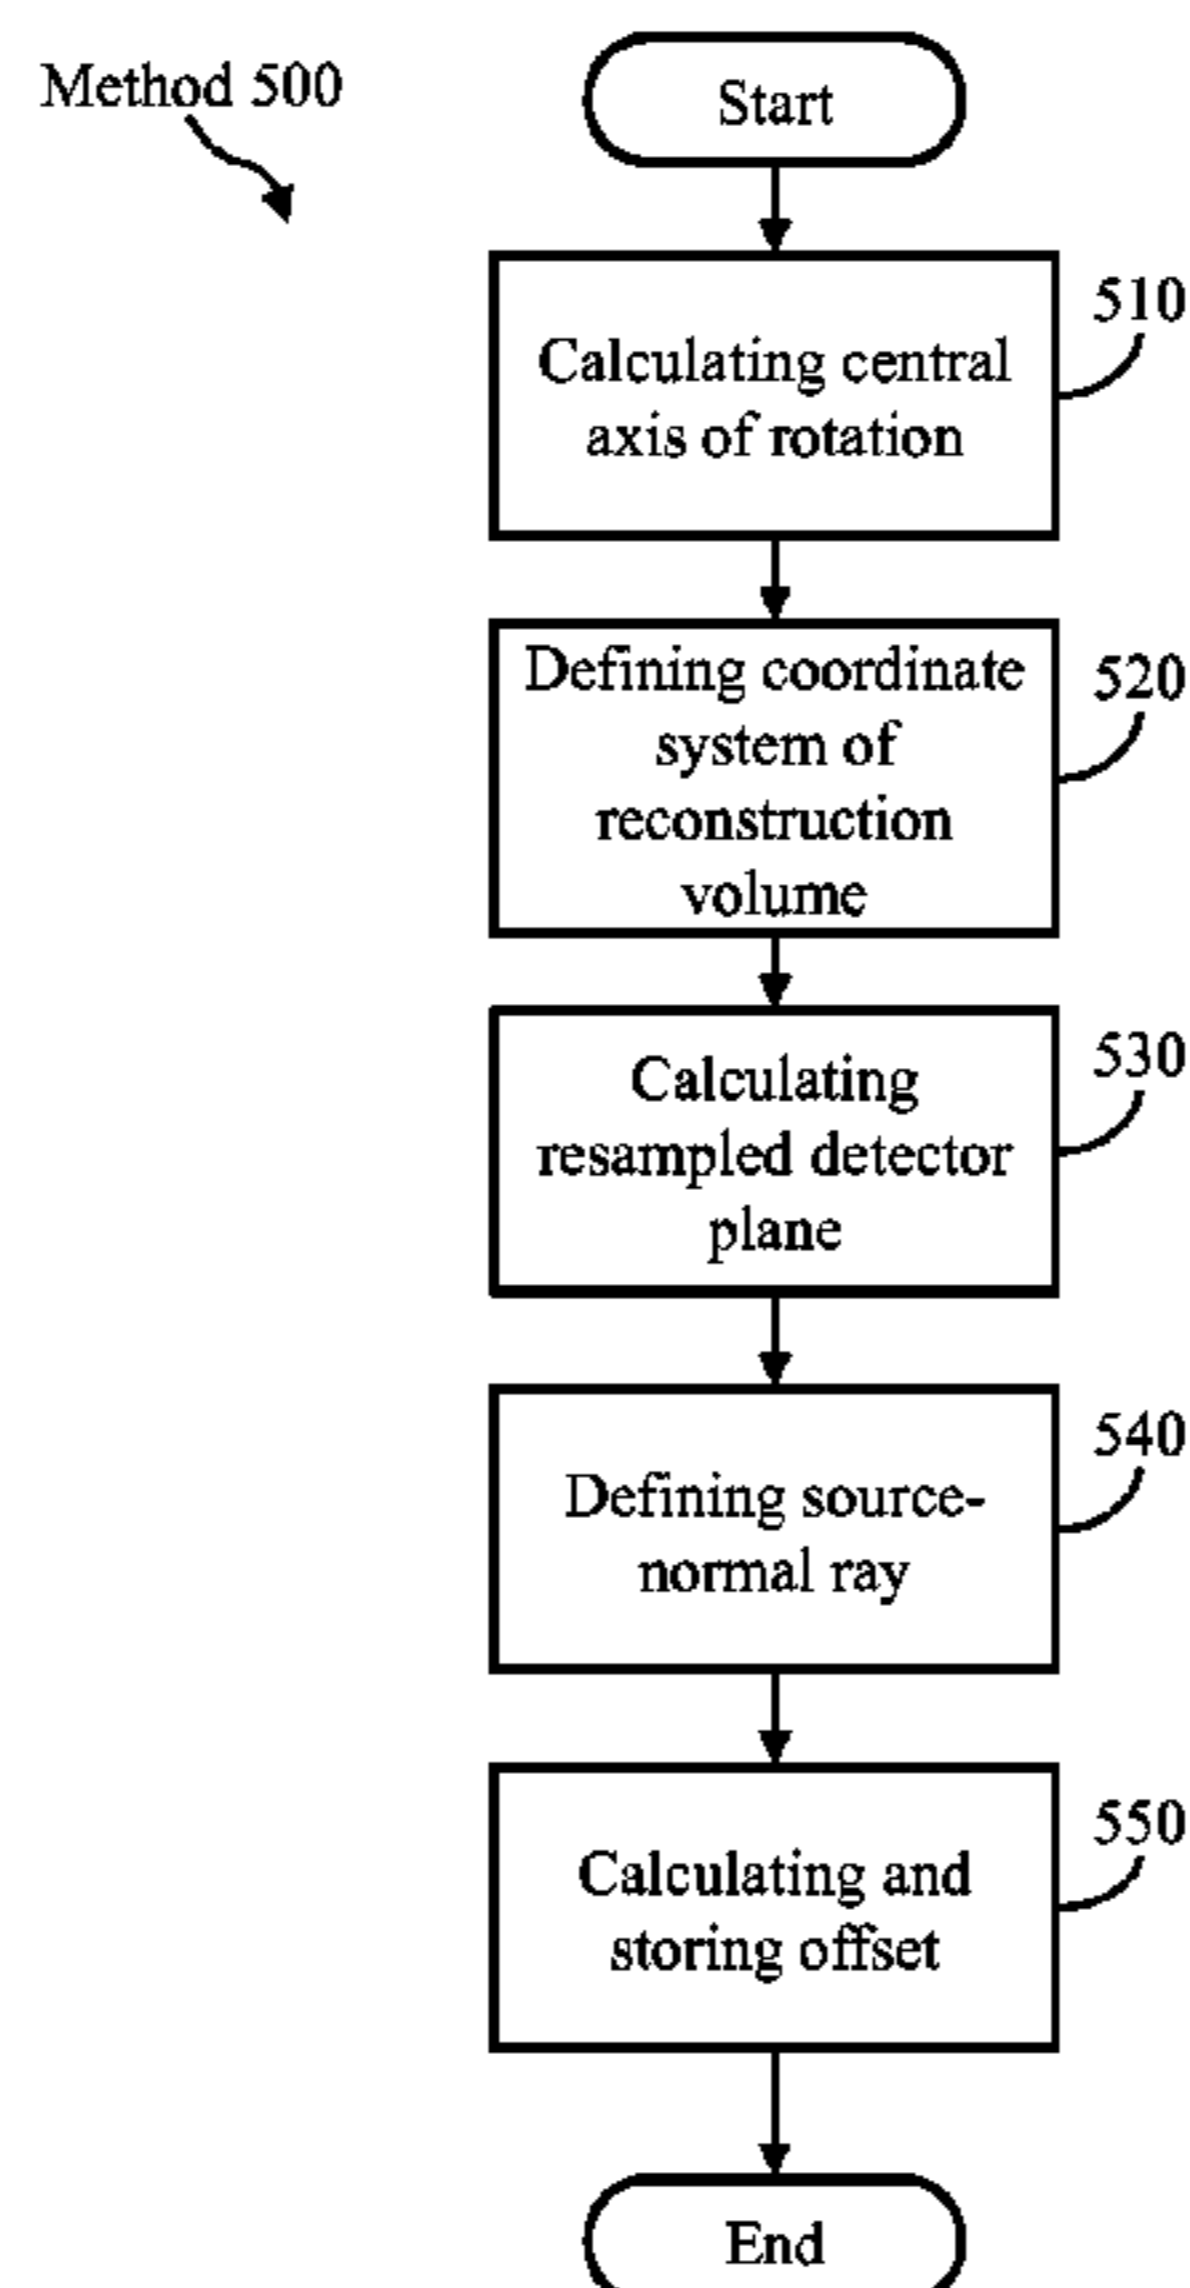 Method 500
Start
510
Calculating central
axis of rotation
520
Defining coordinate
system of
reconstruction
volume
530
Calculating
resampled detector
plane
540
Defining source-
normal ray
550
Calculating and
storing offset
End